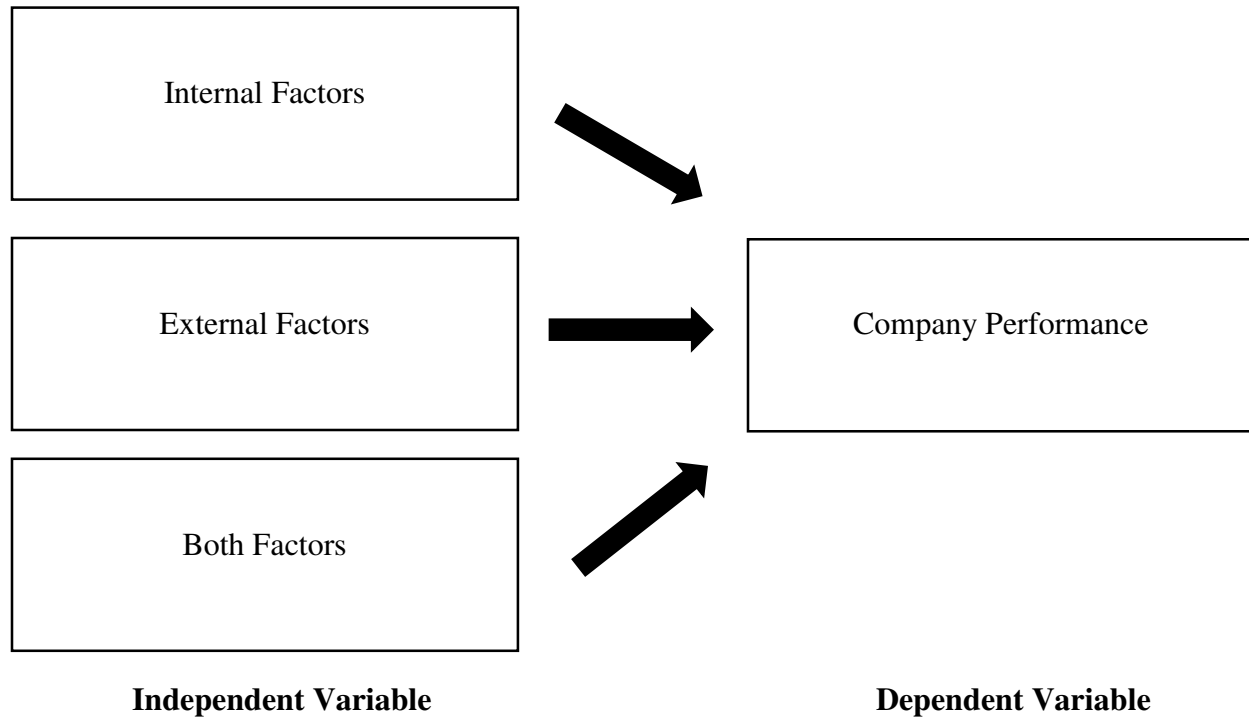 Internal Factors
External Factors
Company Performance
Both Factors
Independent Variable
Dependent Variable